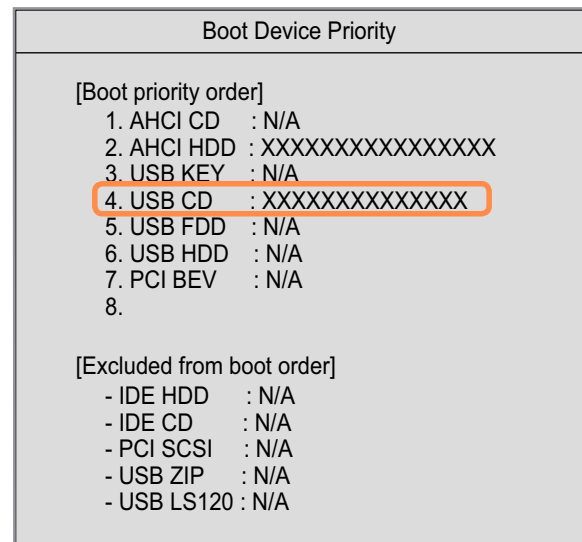 Boot Device Priority
[Boot priority order]
1. AHCI CD : N/A
2. AHCI HDD : XXXXXXXXXXXXXXXX
3. USB KEY : N/A
4. USB CD : XXXXXXXXXXXXXX
5. USB FDD : N/A
6. USB HDD : N/A
7. PCI BEV : N/A
8.
[Excluded from boot order]
- IDE HDD : N/A
- IDE CD : N/A
- PCI SCSI : N/A
- USB ZIP : N/A
- USB LS120 : N/A